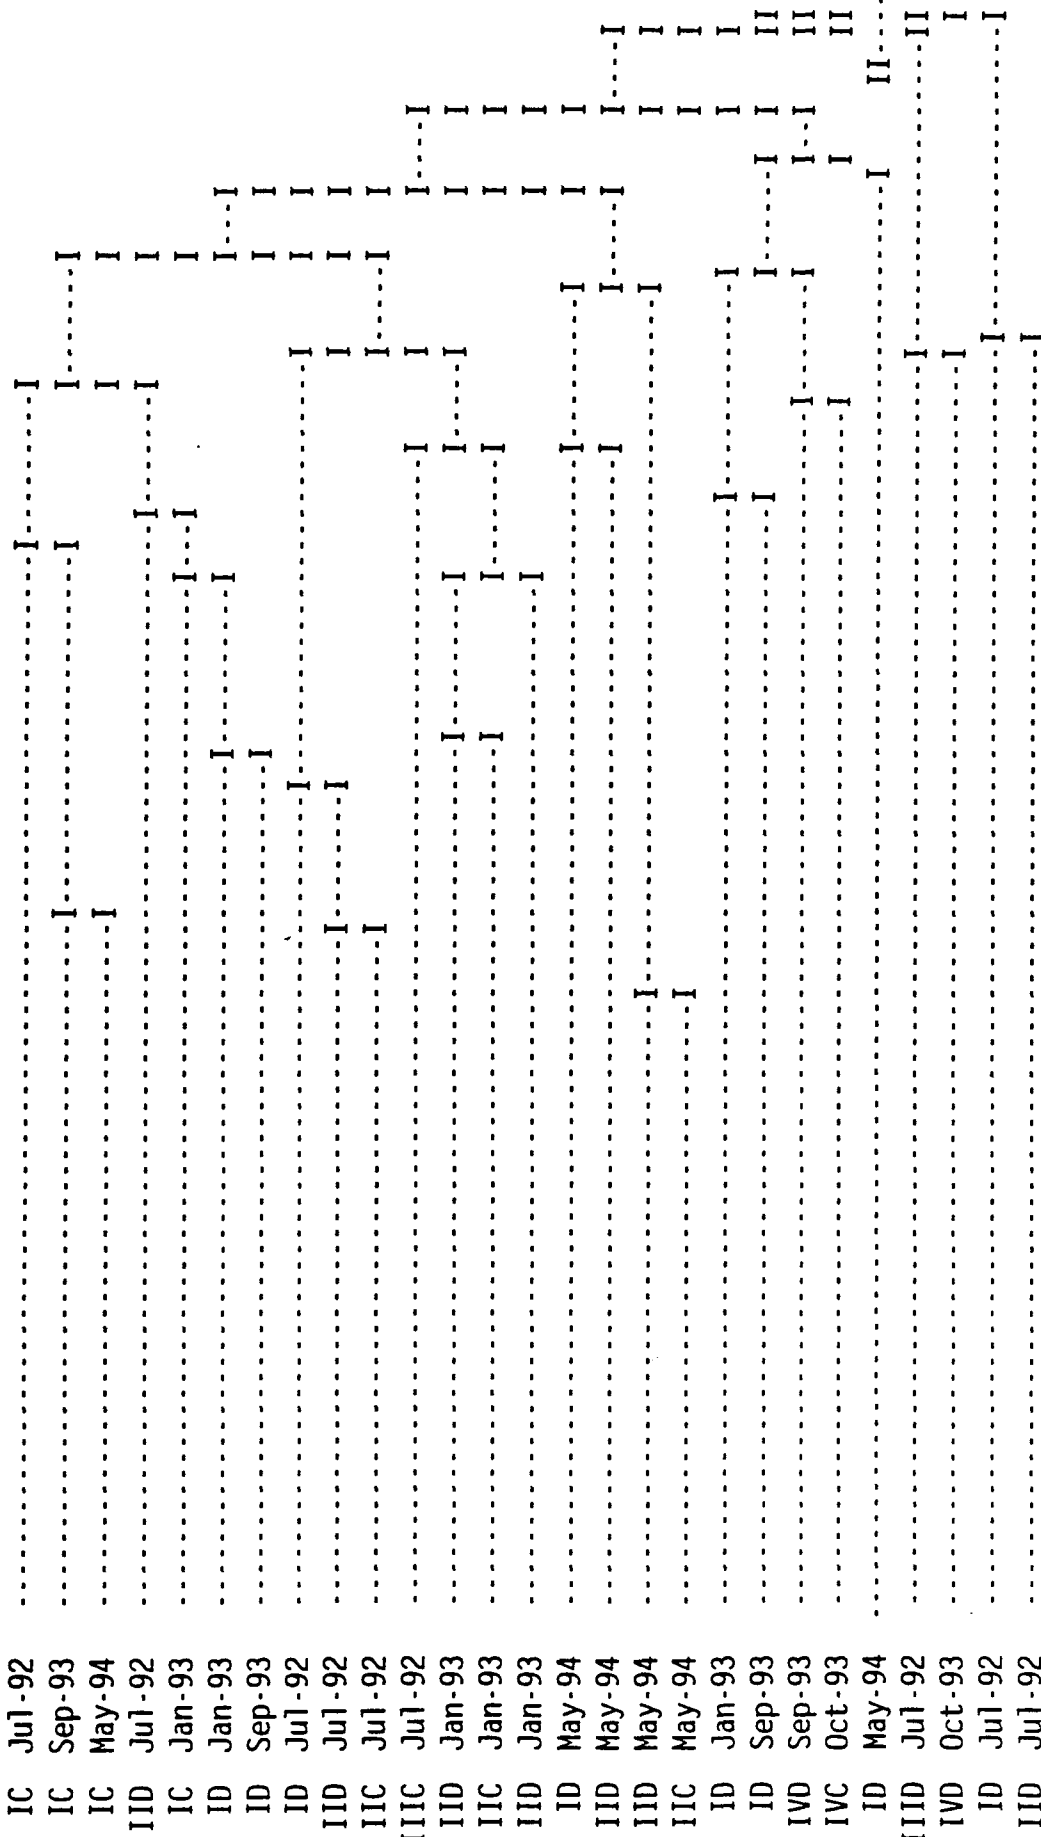 IC Jul-92
IC Sep-93
IC May-94
IID Jul-92
IC Jan-93
ID Jan-93
ID Sep-93
ID Jul-92
IID Jul-92
IIC Jul-92
IIIC Jul-92
IID Jan-93
IIC Jan-93
IID Jan-93
ID May-94
IID May-94
IID May-94
IIC May-94
ID Jan-93
ID Sep-93
IVD Sep-93
IVC Oct-93
ID May-94
IIID Jul-92
IVD Oct-93
ID Jul-92
IID Jul-92